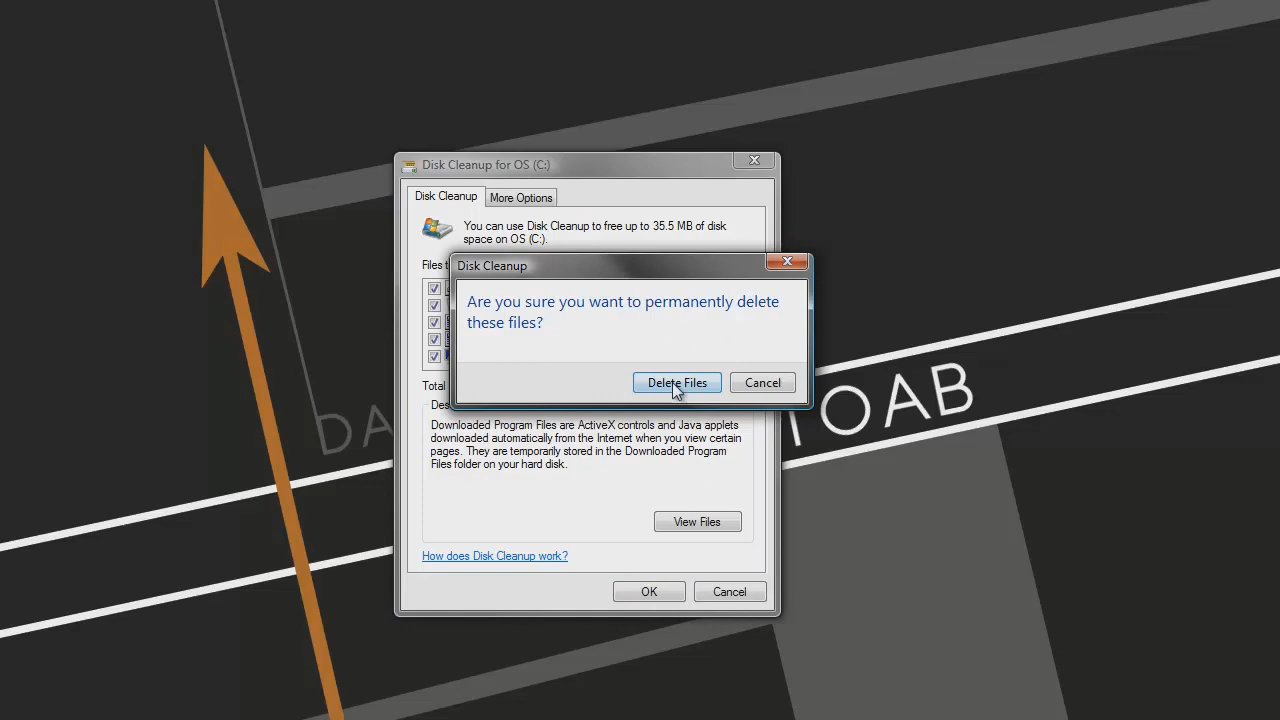 Disk Cleanup for OS (C:)
Disk Cleanup
More Options
You can use Disk Cleanup to free up to 35.5 MB of disk
space on OS (C:).
Files
Disk Cleanup
Are you sure you want to permanently delete
these files?
Delete Files
Cancel
Total
Downloaded Program Files are ActiveX controls and Java applets
downloaded automatically from the Internet when you view certain
pages. They are temporarily stored in the Downloaded Program
Files folder on your hard disk.
View Files
How does Disk Cleanup work?
OK
Cancel
DA
TOAB